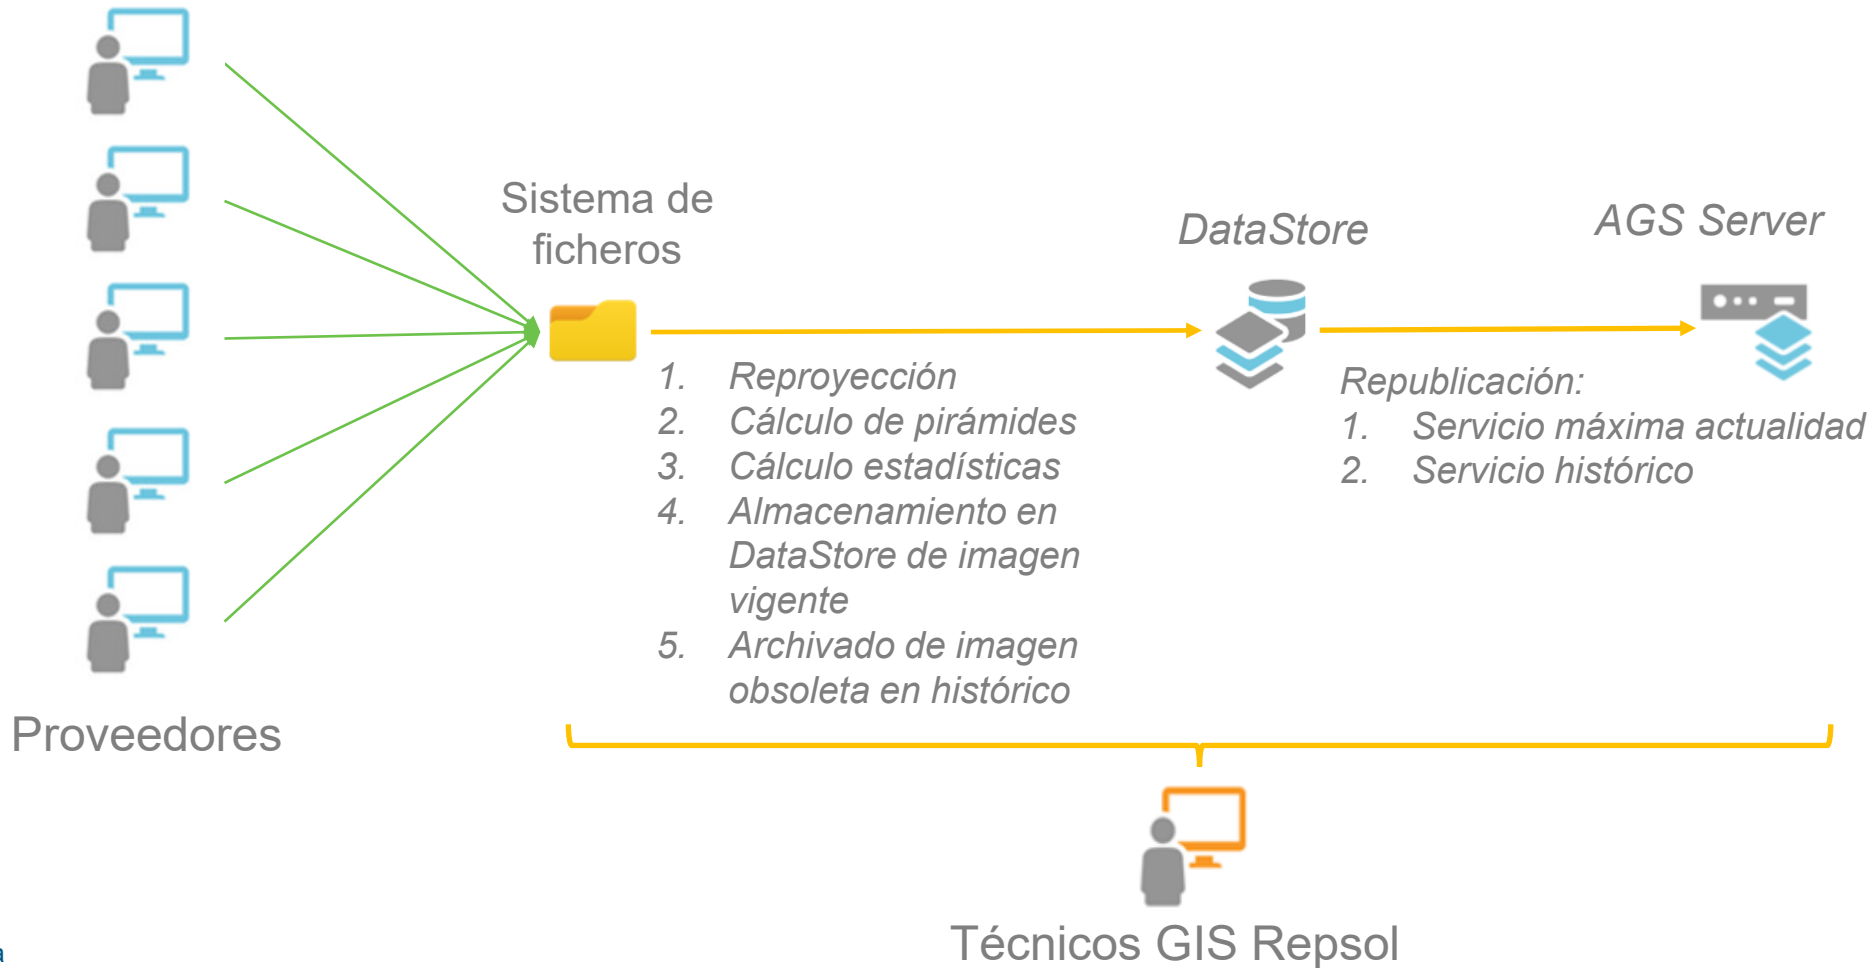 Sistema de
ficheros
DataStore
AGS Server
1. Reproyección
2. Cálculo de pirámides
3. Cálculo estadísticas
4. Almacenamiento en
DataStore de imagen
vigente
5. Archivado de imagen
obsoleta en histórico
Republicación:
1. Servicio máxima actualidad
2. Servicio histórico
Proveedores
Técnicos GIS Repsol